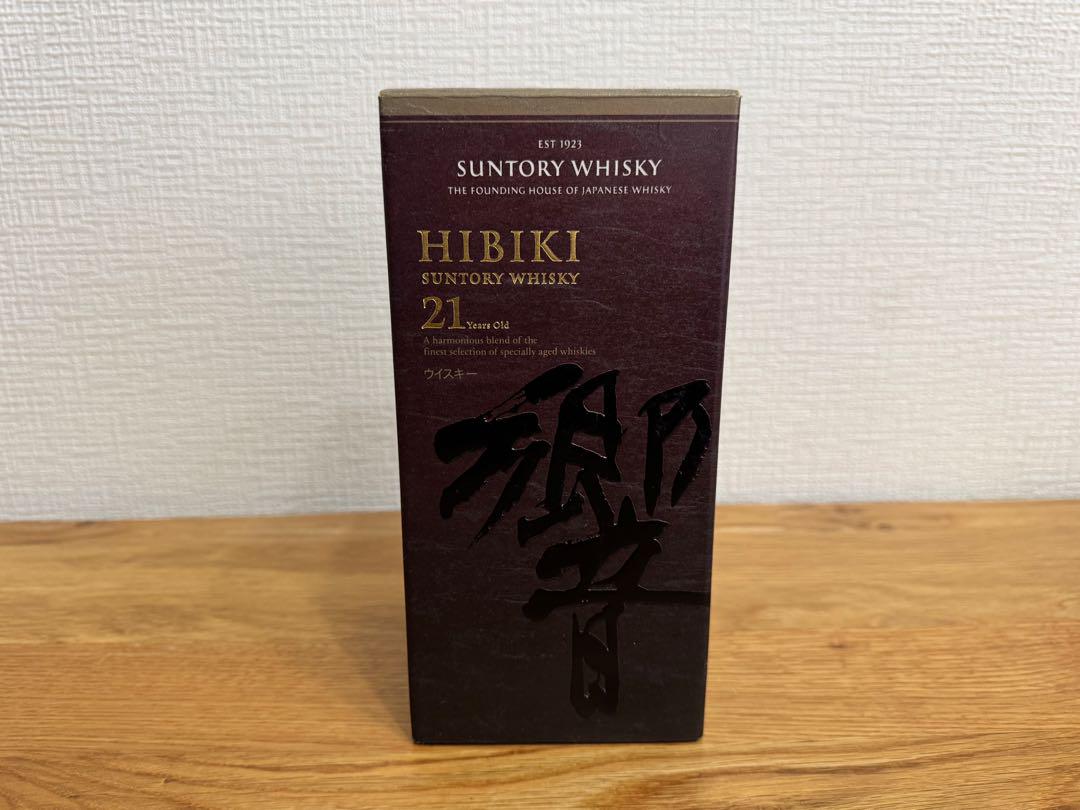 EST 1923
SUNTORY WHISKY
THE FOUNDING HOUSE OF JAPANESE WHISKY
HIBIKI
SUNTORY WHISKY
21 Years Old
A harmonious blend of the
finest selection of specially aged whiskies
ウイスキー
響